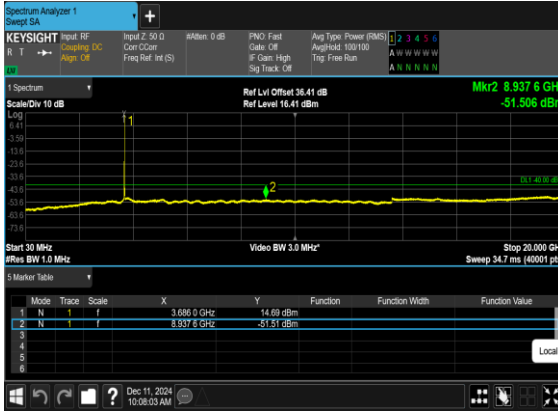 Spectrum Analyzer 1
Swept SA
+
KEYSIGHT Input: RF Input Z: 50 Ω #Atten: 0 dB PNO: Fast Avg Type: Power (RMS) 1 2 3 4 5 6
R T Coupling: DC Corr CCorr Gate: Off Avg|Hold: 100/100 A W W W W W
Align: Off Freq Ref: Int (S) IF Gain: High Trig: Free Run
Sig Track: Off A N N N N N
1 Spectrum
Ref Lvl Offset 36.41 dB Mkr2 8.937 6 GH
Scale/Div 10 dB Ref Level 16.41 dBm -51.506 dB
Log
6.41
-3.59
-13.6
-23.6
-33.6
-43.6
-53.6
-63.6
-73.6
1
2
DL1 -40.00 dB
Start 30 MHz Video BW 3.0 MHz* Stop 20.000 GH
#Res BW 1.0 MHz Sweep 34.7 ms (40001 pt
5 Marker Table
Mode Trace Scale X Y Function Function Width Function Value
1 N 1 f 3.686 0 GHz 14.69 dBm
2 N 1 f 8.937 6 GHz -51.51 dBm
3
4
5
6
Local
? Dec 11, 2024
10:08:03 AM